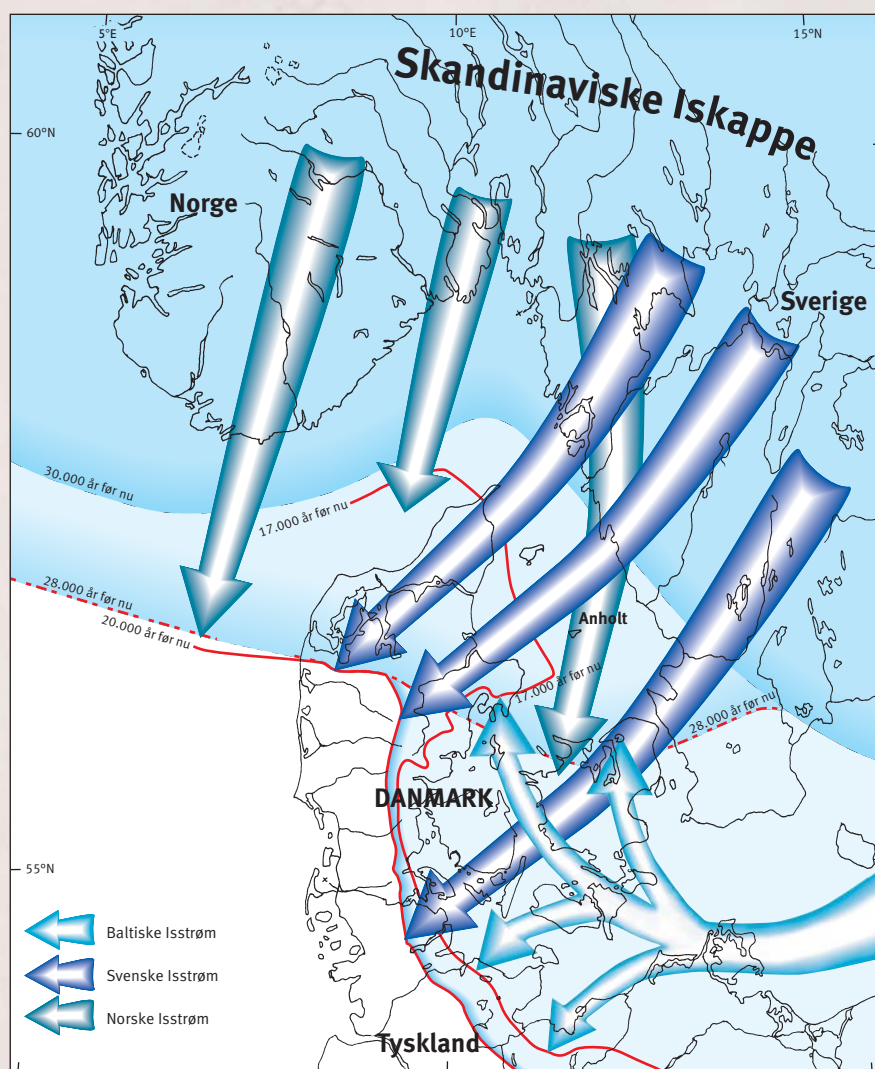 5°E
10°E
15°N
Skandinaviske Iskappe
60°N
Norge
Sverige
30.000 år før nu
17.000 år før nu
28.000 år før nu
20.000 år før nu
Anholt
17.000 år før nu
28.000 år før nu
DANMARK
?
55°N
Baltiske Isstrøm
Svenske Isstrøm
Norske Isstrøm
Tyskland